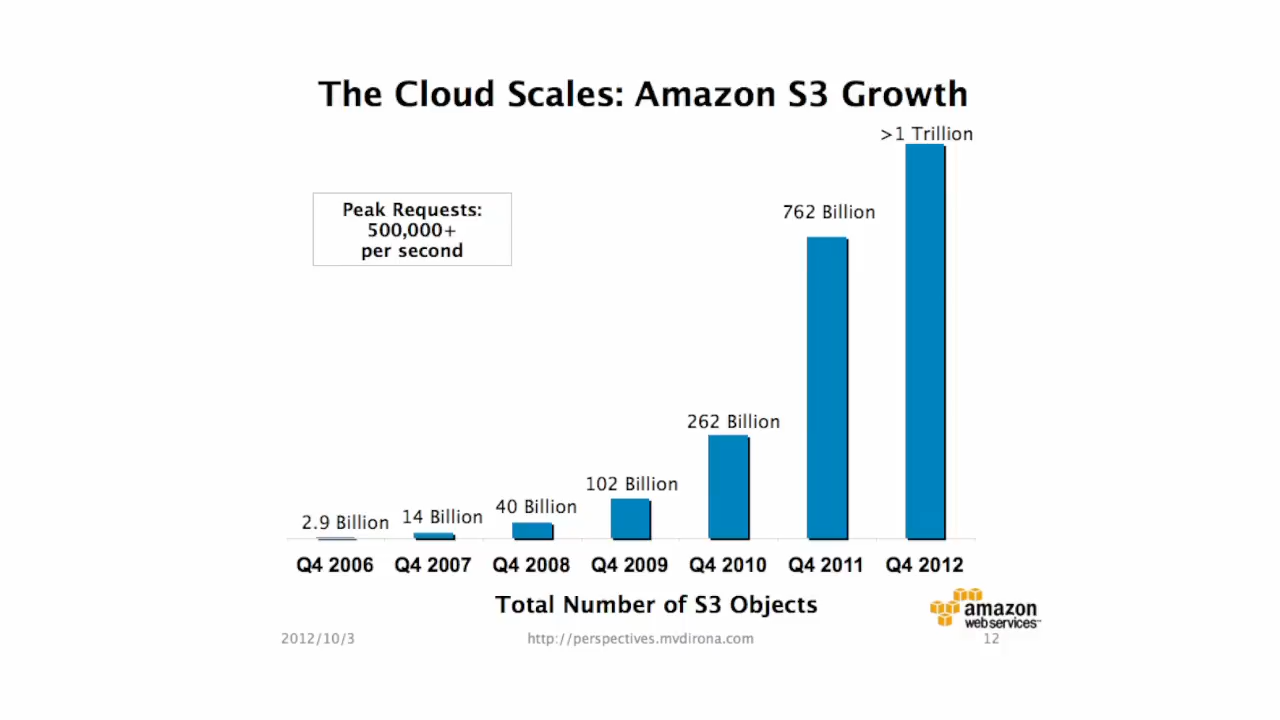 The Cloud Scales: Amazon S3 Growth
>1 Trillion
Peak Requests:
500,000+
per second
762 Billion
262 Billion
102 Billion
40 Billion
14 Billion
2.9 Billion
Q4 2006 Q4 2007 Q4 2008 Q4 2009 Q4 2010 Q4 2011 Q4 2012
Total Number of S3 Objects
amazon
web services™
2012/10/3 http://perspectives.mvdirona.com 12